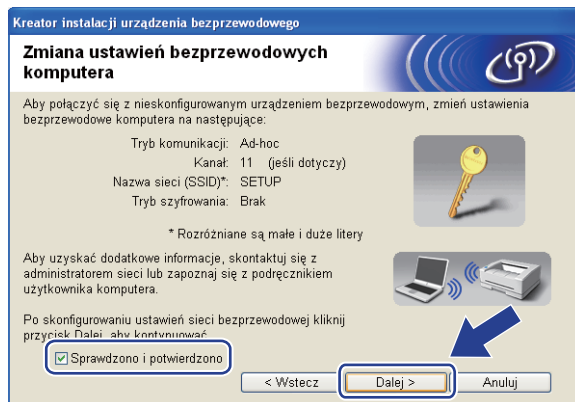 Kreator instalacji urządzenia bezprzewodowego
Zmiana ustawień bezprzewodowych
komputera
Aby połączyć się z nieskonfigurowanym urządzeniem bezprzewodowym, zmień ustawienia
bezprzewodowe komputera na następujące:
Tryb komunikacji: Ad-hoc
Kanał: 11 (jeśli dotyczy)
Nazwa sieci (SSID)*: SETUP
Tryb szyfrowania: Brak
* Rozróżniane są małe i duże litery
Aby uzyskać dodatkowe informacje, skontaktuj się z
administratorem sieci lub zapoznaj się z podręcznikiem
użytkownika komputera.
Po skonfigurowaniu ustawień sieci bezprzewodowej kliknij
przycisk Dalej, aby kontynuować.
Sprawdzono i potwierdzono
< Wstecz Dalej > Anuluj